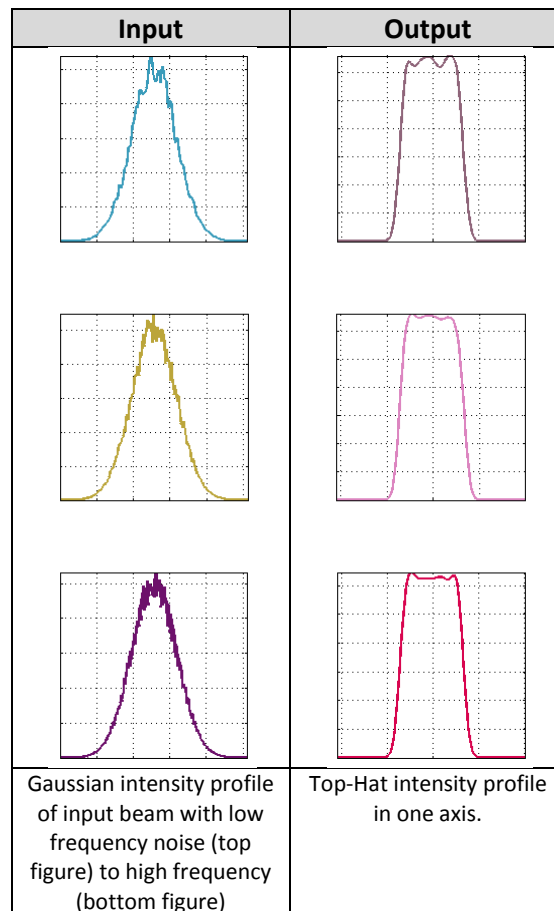 Input
Output
Gaussian intensity profile
of input beam with low
frequency noise (top
figure) to high frequency
(bottom figure)
Top-Hat intensity profile
in one axis.